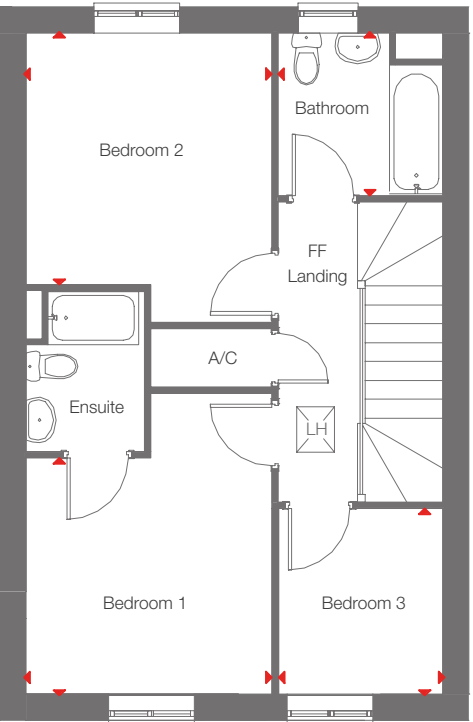 Bathroom
Bedroom 2
FF
Landing
A/C
Ensuite
LH
Bedroom 1
Bedroom 3